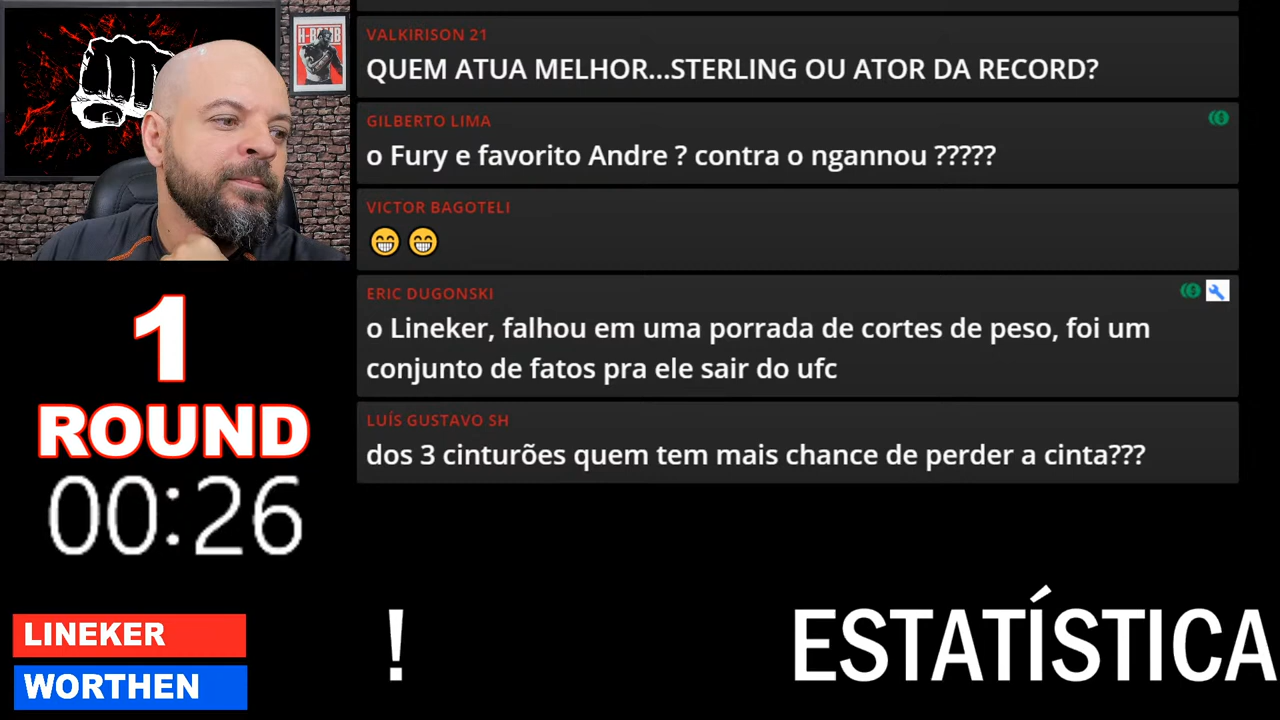 H-BOMB
VALKIRISON 21
QUEM ATUA MELHOR...STERLING OU ATOR DA RECORD?
GILBERTO LIMA
o Fury e favorito Andre ? contra o ngannou ?????
VICTOR BAGOTELI
😁 😁
ERIC DUGONSKI
o Lineker, falhou em uma porrada de cortes de peso, foi um
conjunto de fatos pra ele sair do ufc
LUÍS GUSTAVO SH
dos 3 cinturões quem tem mais chance de perder a cinta???
1
ROUND
00:26
LINEKER
WORTHEN
! ESTATÍSTICA